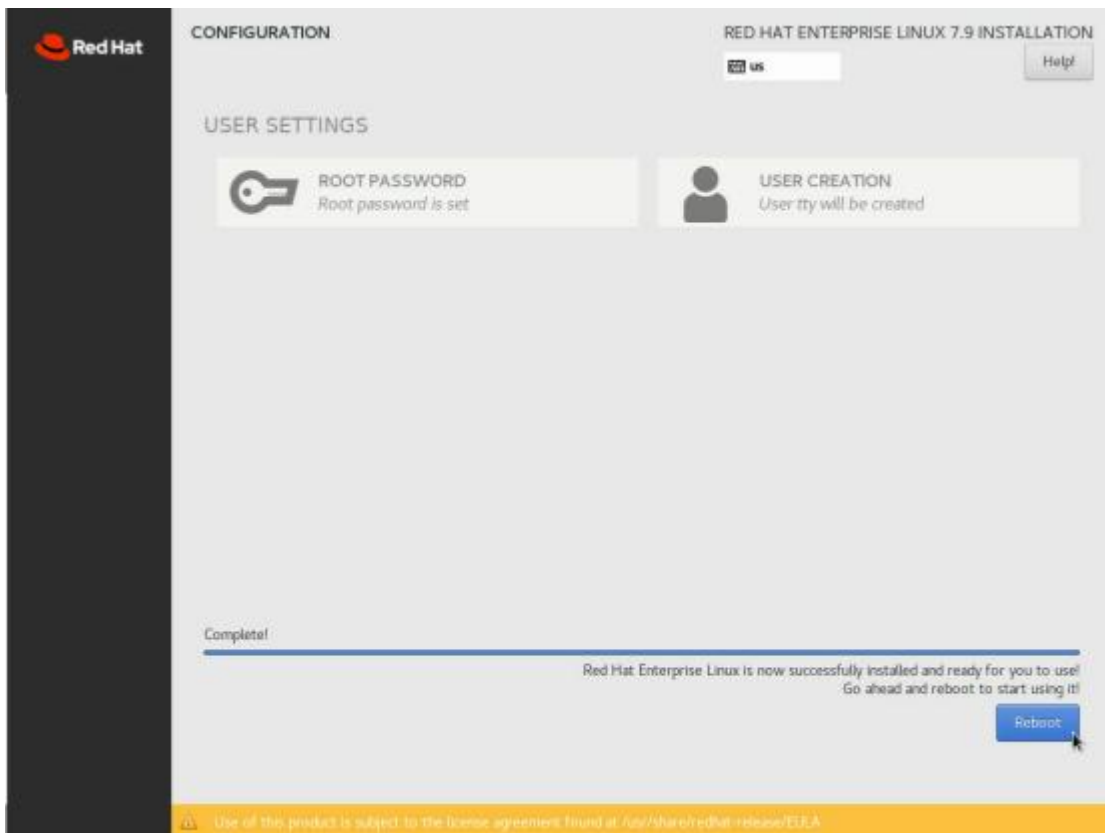 Red Hat
CONFIGURATION
RED HAT ENTERPRISE LINUX 7.9 INSTALLATION
us
Help!
USER SETTINGS
ROOT PASSWORD
Root password is set
USER CREATION
User tty will be created
Complete!
Red Hat Enterprise Linux is now successfully installed and ready for you to use!
Go ahead and reboot to start using it!
Reboot
Use of this product is subject to the license agreement found at /usr//share/redhat-release/EULA